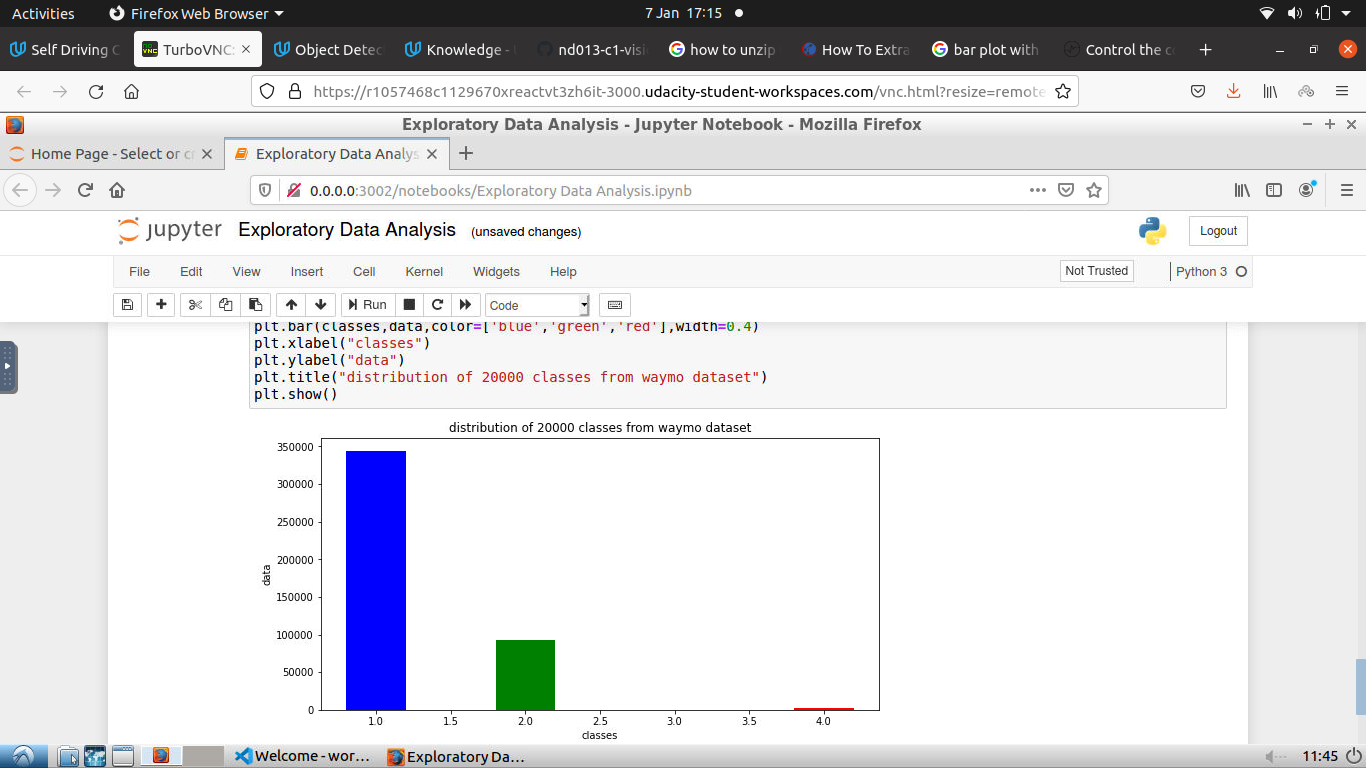 Activities Firefox Web Browser 7 Jan 17:15
Self Driving TurboVNC: Object Detec Knowledge - nd013-c1-visi how to unzip How To Extra bar plot with Control the c
https://r1057468c1129670xreactvt3zh6it-3000.udacity-student-workspaces.com/vnc.html?resize=remote
Exploratory Data Analysis - Jupyter Notebook - Mozilla Firefox
Home Page - Select or c Exploratory Data Analys
0.0.0.0:3002/notebooks/Exploratory Data Analysis.ipynb
jupyter Exploratory Data Analysis (unsaved changes) Logout
File Edit View Insert Cell Kernel Widgets Help Not Trusted Python 3
Run Code
plt.bar(classes,data,color=['blue','green','red'],width=0.4)
plt.xlabel("classes")
plt.ylabel("data")
plt.title("distribution of 20000 classes from waymo dataset")
plt.show()
distribution of 20000 classes from waymo dataset
350000
300000
250000
200000
150000
100000
50000
0
data
1.0 1.5 2.0 2.5 3.0 3.5 4.0
classes
Welcome - wor... Exploratory Da... 11:45